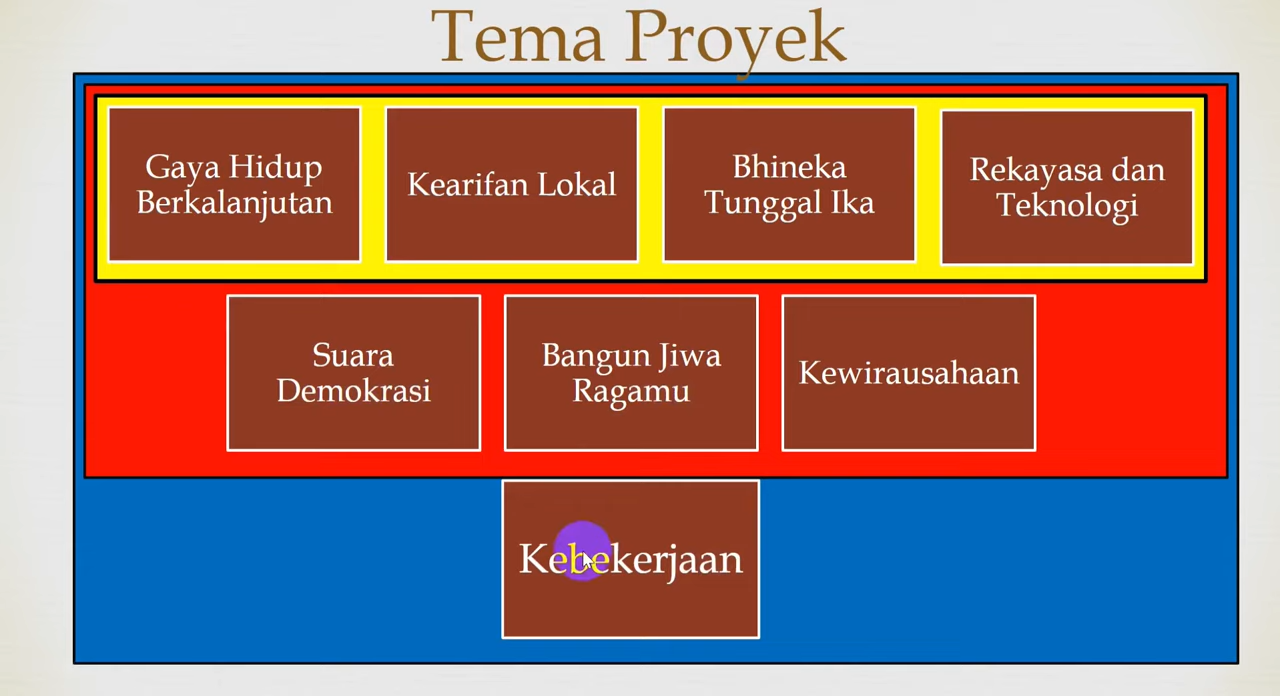 Tema Proyek
Gaya Hidup
Berkalanjutan
Kearifan Lokal
Bhineka
Tunggal Ika
Rekayasa dan
Teknologi
Suara
Demokrasi
Bangun Jiwa
Ragamu
Kewirausahaan
Kebekerjaan